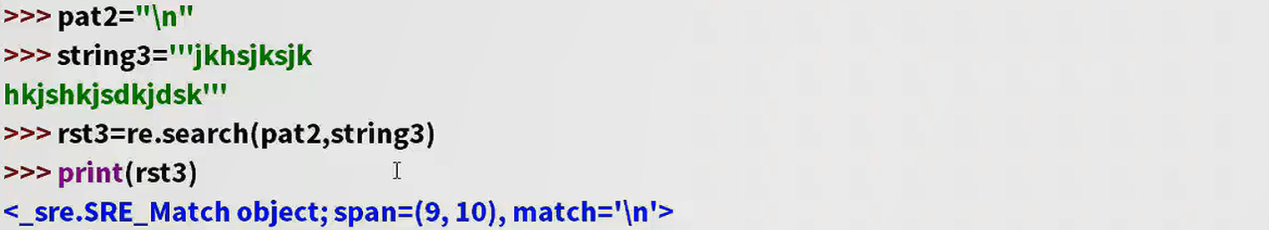 >>> pat2="\n"
>>> string3='''jkhsjksjk
hkjshkjsdkjdsk'''
>>> rst3=re.search(pat2,string3)
>>> print(rst3)
<_sre.SRE_Match object; span=(9, 10), match='\n'>